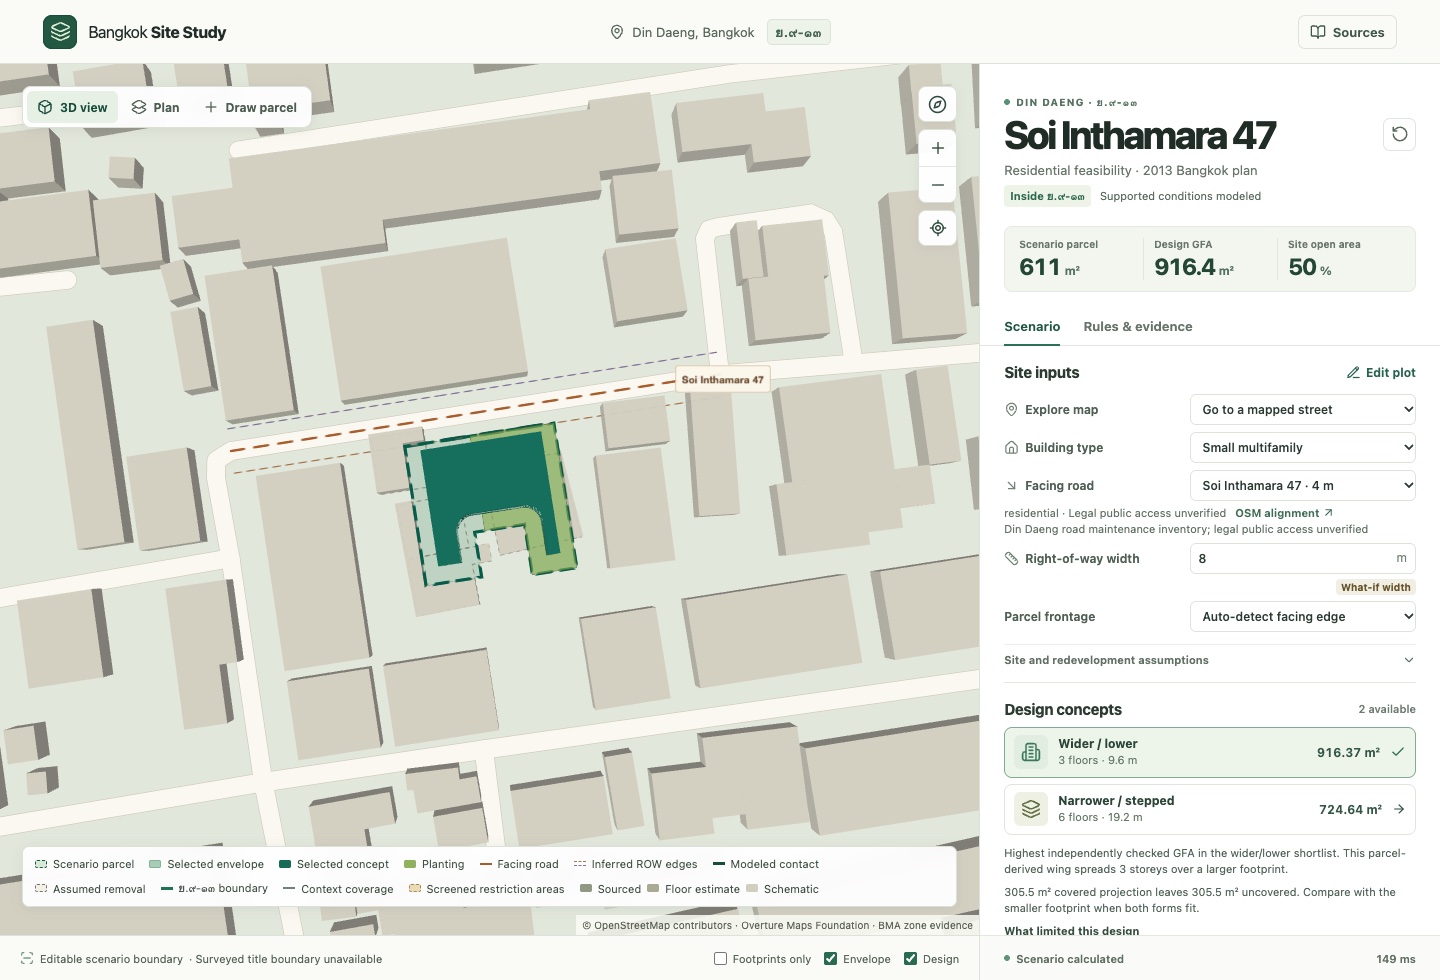 Bangkok Site Study
Din Daeng, Bangkok
ย.๙-๑๓
Sources
3D view
Plan
Draw parcel
Soi Inthamara 47
Scenario parcel
Selected envelope
Selected concept
Planting
Facing road
Inferred ROW edges
Modeled contact
Assumed removal
ย.๙-๑๓ boundary
Context coverage
Screened restriction areas
Sourced
Floor estimate
Schematic
© OpenStreetMap contributors · Overture Maps Foundation · BMA zone evidence
Editable scenario boundary · Surveyed title boundary unavailable
Footprints only
Envelope
Design
DIN DAENG · ย.๙-๑๓
Soi Inthamara 47
Residential feasibility · 2013 Bangkok plan
Inside ย.๙-๑๓ Supported conditions modeled
Scenario parcel
611 m²
Design GFA
916.4 m²
Site open area
50 %
Scenario
Rules & evidence
Site inputs
Edit plot
Explore map
Go to a mapped street
Building type
Small multifamily
Facing road
Soi Inthamara 47 · 4 m
residential · Legal public access unverified OSM alignment
Din Daeng road maintenance inventory; legal public access unverified
Right-of-way width
8 m
What-if width
Parcel frontage
Auto-detect facing edge
Site and redevelopment assumptions
Design concepts
2 available
Wider / lower
3 floors · 9.6 m
916.37 m²
Narrower / stepped
6 floors · 19.2 m
724.64 m²
Highest independently checked GFA in the wider/lower shortlist. This parcel-
derived wing spreads 3 storeys over a larger footprint.
305.5 m² covered projection leaves 305.5 m² uncovered. Compare with the
smaller footprint when both forms fit.
What limited this design
Scenario calculated
149 ms